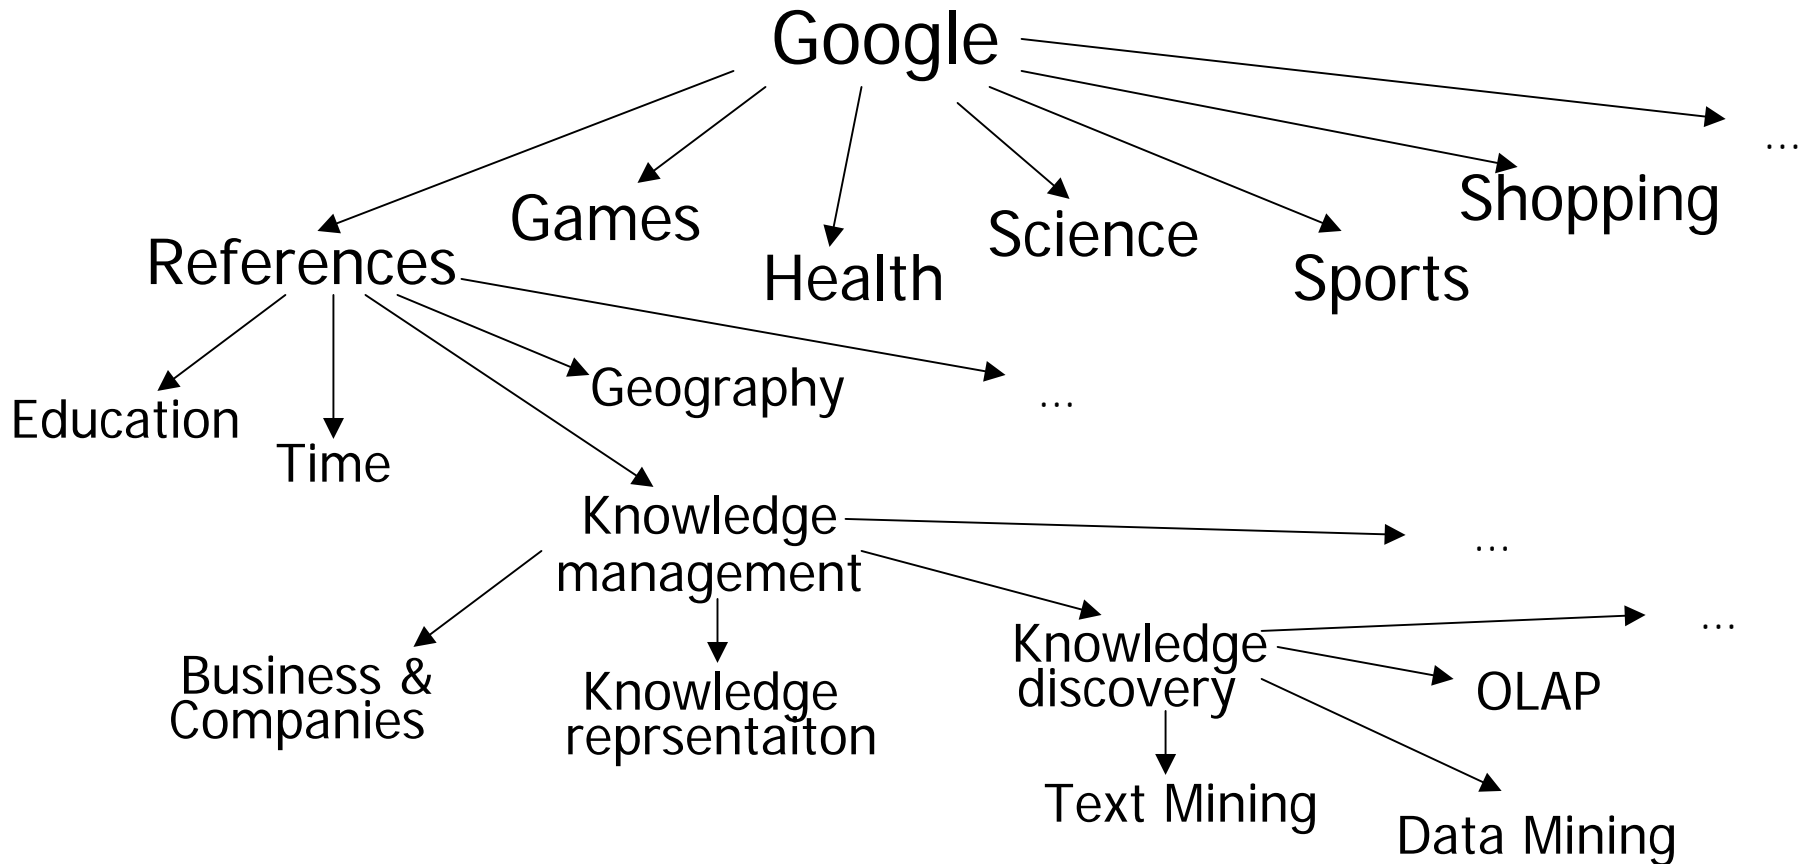 Google
...
Shopping
Games
Science
References
Health
Sports
Geography
...
Education
Time
Knowledge
management
...
...
Knowledge
discovery
Business &
Companies
Knowledge
reprsentaiton
OLAP
Text Mining
Data Mining